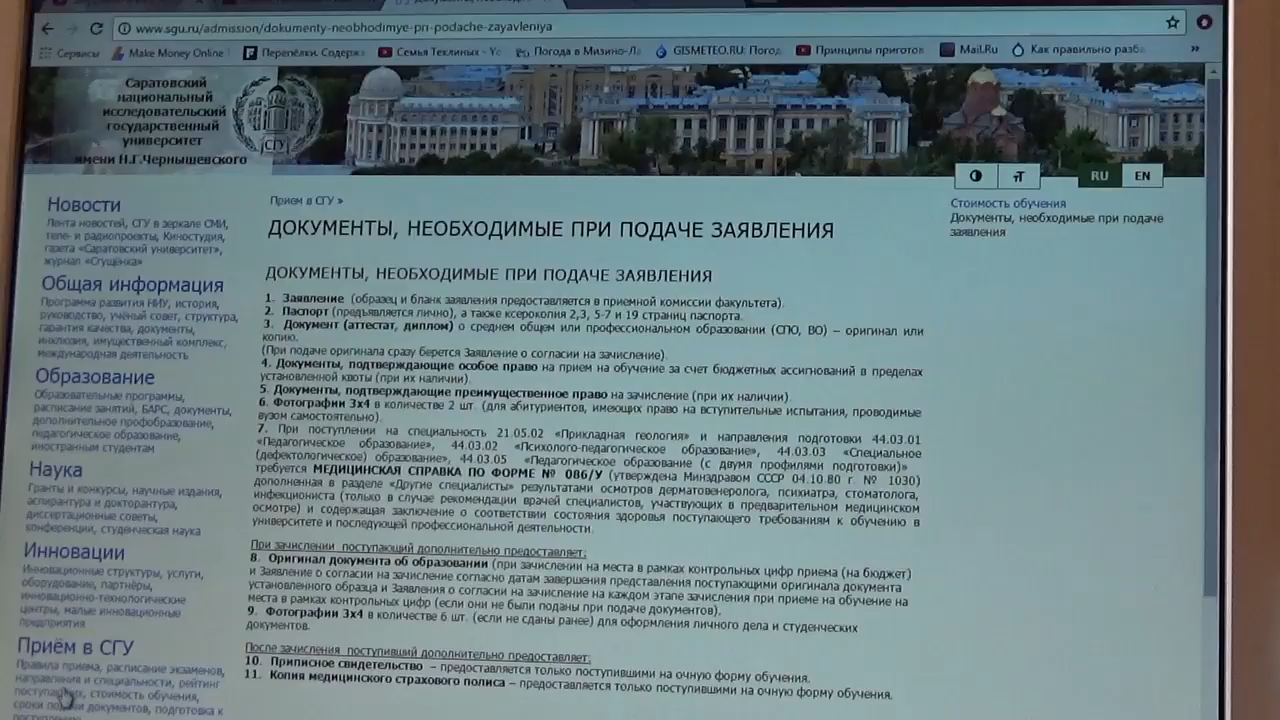 www.sgu.ru/admission/dokumenty-neobhodimye-pri-podache-zayavleniya
Сервисы
Make Money Online
Перепёлки. Содерж
Семья Теклиных - Ус
Погода в Мизино-Л
GISMETEO.RU: Погод
Принципы приготов
Mail.Ru
Как правильно разба
»
Саратовский
национальный
исследовательский
государственный
университет
имени Н.Г.Чернышевского
СГУ
RU
EN
Новости
Лента новостей, СГУ в зеркале СМИ,
теле- и радиопроекты, Киностудия,
газета «Саратовский университет»,
журнал «Сгущёнка»
Общая информация
Программа развития НИУ, история,
руководство, учёный совет, структура,
гарантия качества, документы,
инклюзия, имущественный комплекс,
международная деятельность
Образование
Образовательные программы,
расписание занятий, БАРС, документы,
дополнительное профобразование,
педагогическое образование,
иностранным студентам
Наука
Гранты и конкурсы, научные издания,
аспирантура и докторантура,
диссертационные советы,
конференции, студенческая наука
Инновации
Инновационные структуры, услуги,
оборудование, партнёры,
инновационно-технологические
центры, малые инновационные
предприятия
Приём в СГУ
Правила приема, расписание экзаменов,
направления и специальности, рейтинг
стоимость обучения,
сроки документов, подготовка к
Прием в СГУ »
ДОКУМЕНТЫ, НЕОБХОДИМЫЕ ПРИ ПОДАЧЕ ЗАЯВЛЕНИЯ
ДОКУМЕНТЫ, НЕОБХОДИМЫЕ ПРИ ПОДАЧЕ ЗАЯВЛЕНИЯ
1. Заявление (образец и бланк заявления предоставляется в приемной комиссии факультета).
2. Паспорт (предъявляется лично), а также ксерокопия 2,3, 5-7 и 19 страниц паспорта.
3. Документ (аттестат, диплом) о среднем общем или профессиональном образовании (СПО, ВО) – оригинал или
копию.
(При подаче оригинала сразу берется Заявление о согласии на зачисление).
4. Документы, подтверждающие особое право на прием на обучение за счет бюджетных ассигнований в пределах
установленной квоты (при их наличии).
5. Документы, подтверждающие преимущественное право на зачисление (при их наличии).
6. Фотографии 3х4 в количестве 2 шт. (для абитуриентов, имеющих право на вступительные испытания, проводимые
вузом самостоятельно).
7. При поступлении на специальность 21.05.02 «Прикладная геология» и направления подготовки 44.03.01
«Педагогическое образование», 44.03.02 «Психолого-педагогическое образование», 44.03.03 «Специальное
(дефектологическое) образование», 44.03.05 «Педагогическое образование (с двумя профилями подготовки)»
требуется МЕДИЦИНСКАЯ СПРАВКА ПО ФОРМЕ № 086/У (утверждена Минздравом СССР 04.10.80 г. № 1030)
дополненная в разделе «Другие специалисты» результатами осмотров дерматовенеролога, психиатра, стоматолога,
инфекциониста (только в случае рекомендации врачей специалистов, участвующих в предварительном медицинском
осмотре) и содержащая заключение о соответствии состояния здоровья поступающего требованиям к обучению в
университете и последующей профессиональной деятельности.
При зачислении поступающий дополнительно предоставляет:
8. Оригинал документа об образовании (при зачислении на места в рамках контрольных цифр приема (на бюджет)
и Заявление о согласии на зачисление согласно датам завершения представления поступающими оригинала документа
установленного образца и Заявления о согласии на зачисление на каждом этапе зачисления при приеме на обучение на
места в рамках контрольных цифр (если они не были поданы при подаче документов).
9. Фотографии 3х4 в количестве 6 шт. (если не сданы ранее) для оформления личного дела и студенческих
документов.
После зачисления поступивший дополнительно предоставляет:
10. Приписное свидетельство – предоставляется только поступившими на очную форму обучения.
11. Копия медицинского страхового полиса – предоставляется только поступившими на очную форму обучения.
Стоимость обучения
Документы, необходимые при подаче
заявления